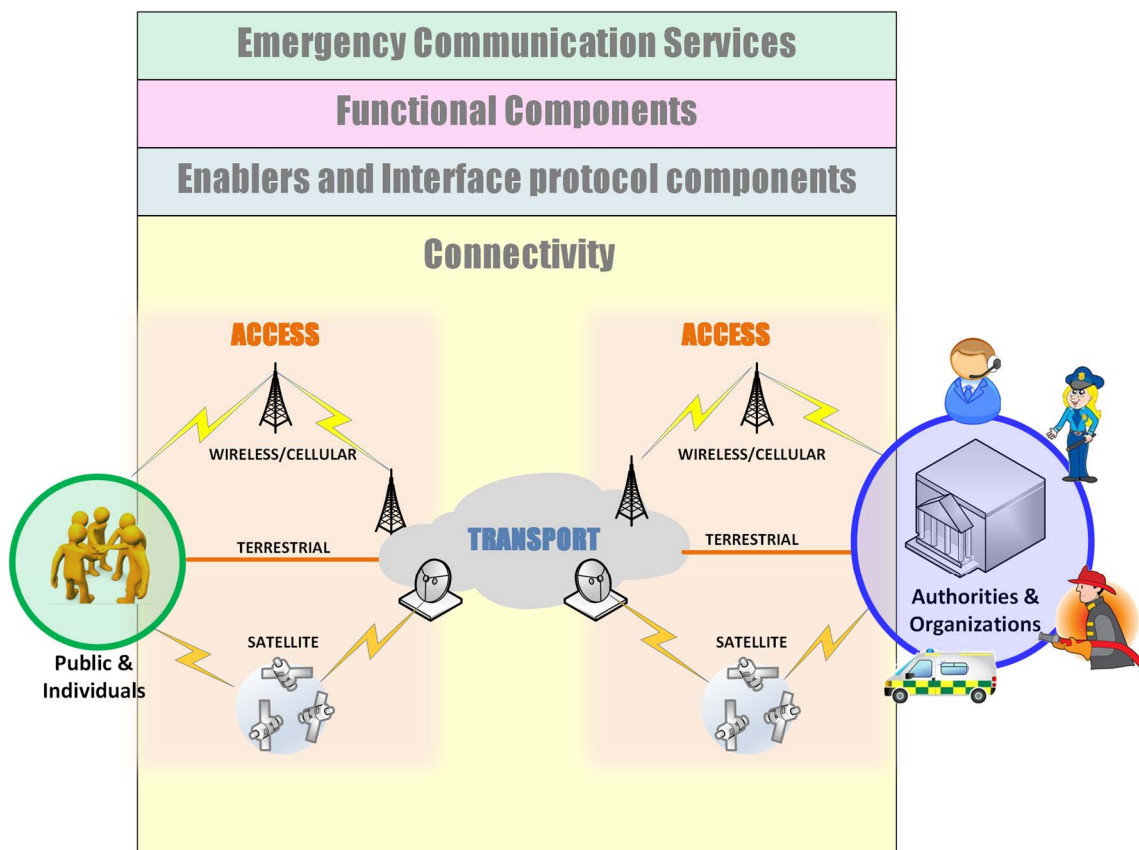 Emergency Communication Services
Functional Components
Enablers and Interface protocol components
Connectivity
ACCESS
ACCESS
WIRELESS/CELLULAR
WIRELESS/CELLULAR
TRANSPORT
TERRESTRIAL
TERRESTRIAL
Authorities &
Organizations
SATELLITE
SATELLITE
Public &
Individuals